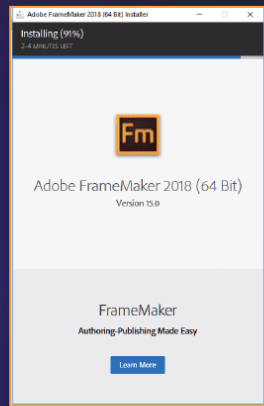 Adobe FrameMaker 2018 (64 Bit) Installer
Installing (91%)
2-4 MINUTES LEFT
Fm
Adobe FrameMaker 2018 (64 Bit)
Version 15.0
FrameMaker
Authoring-Publishing Made Easy
Learn More